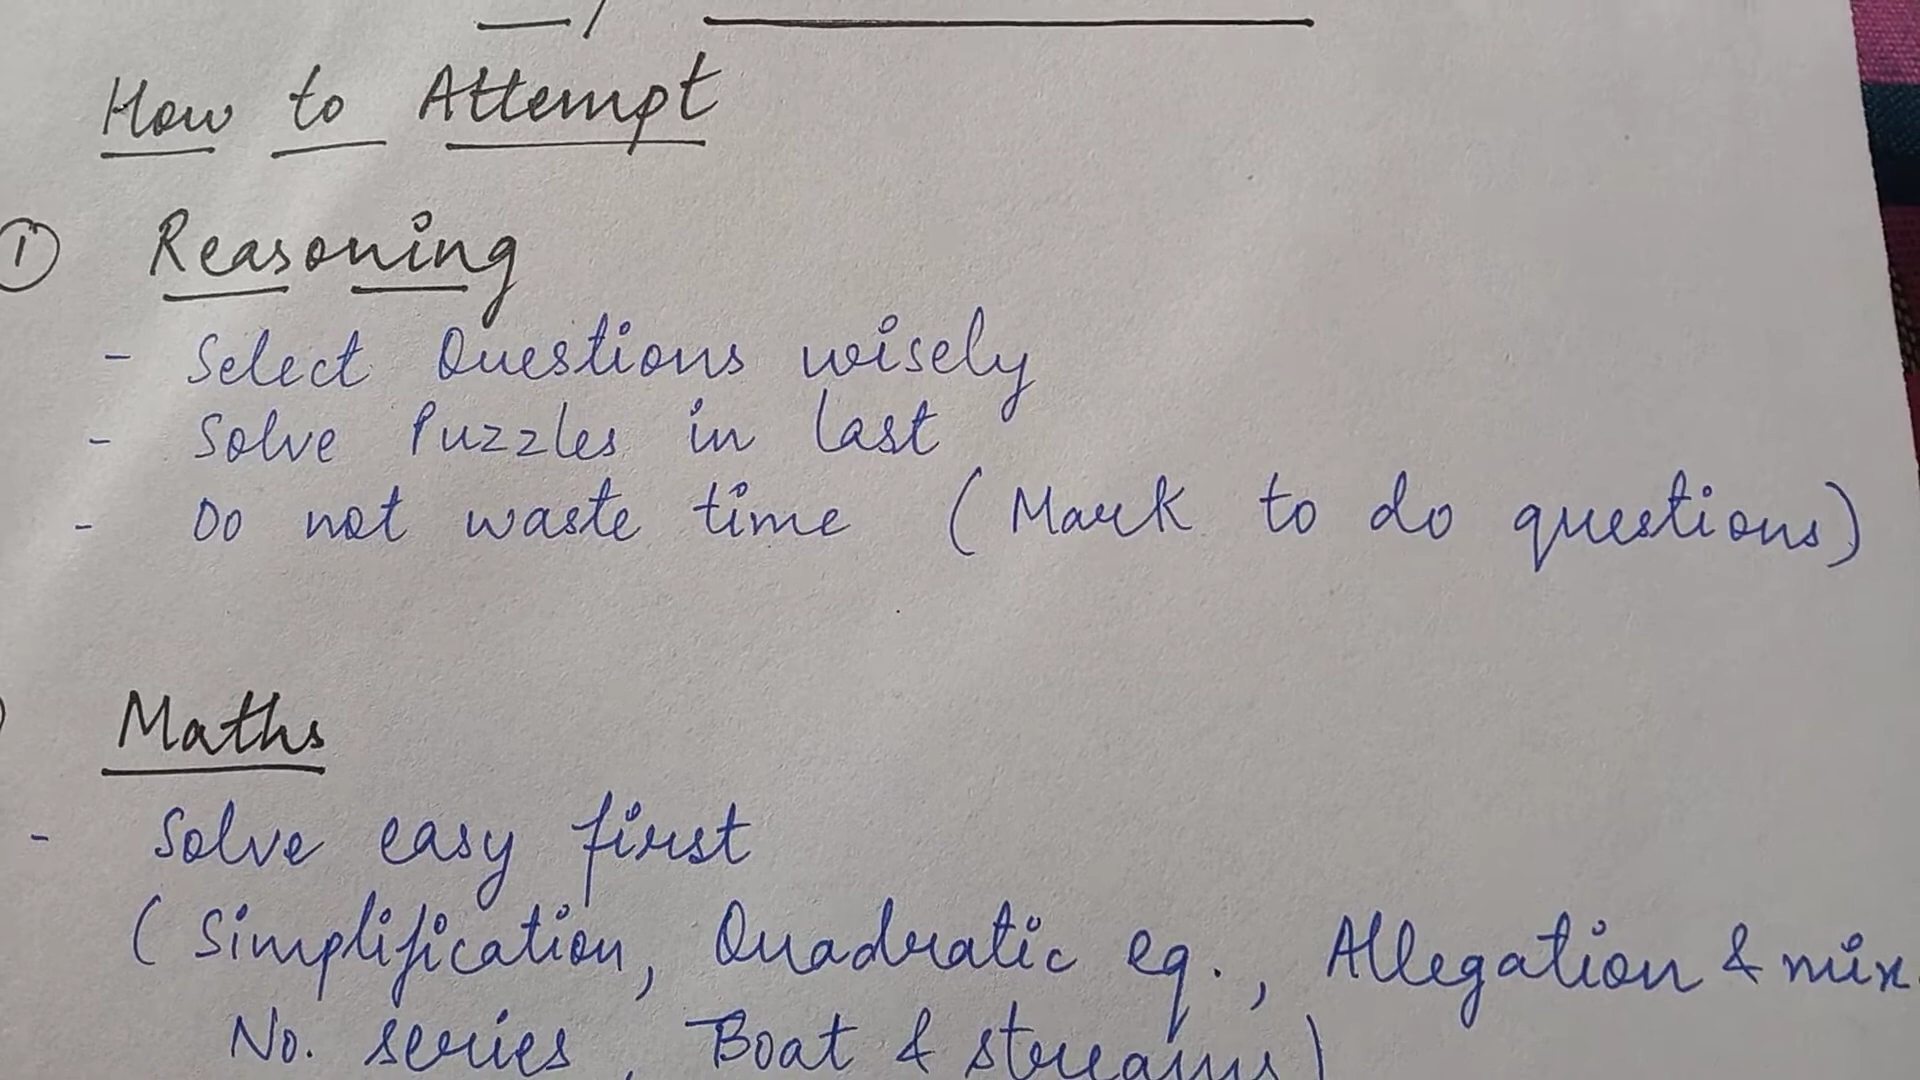 How to Attempt
① Reasoning
- Select Questions wisely
- Solve Puzzles in last
- Do not waste time (Mark to do questions)
Maths
- Solve easy first
(Simplification, Quadratic eq., Allegation & mix.
No. series, Boat & streams)